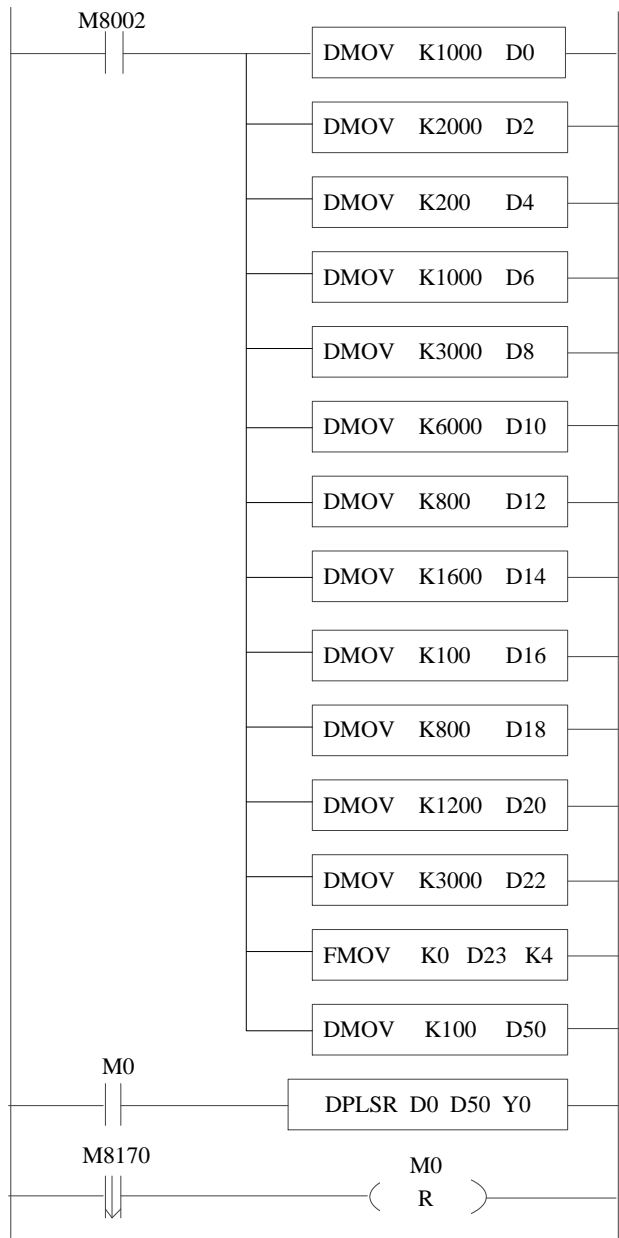 M8002
DMOV K1000 D0
DMOV K2000 D2
DMOV K200 D4
DMOV K1000 D6
DMOV K3000 D8
DMOV K6000 D10
DMOV K800 D12
DMOV K1600 D14
DMOV K100 D16
DMOV K800 D18
DMOV K1200 D20
DMOV K3000 D22
FMOV K0 D23 K4
DMOV K100 D50
M0
DPLSR D0 D50 Y0
M8170
M0
R